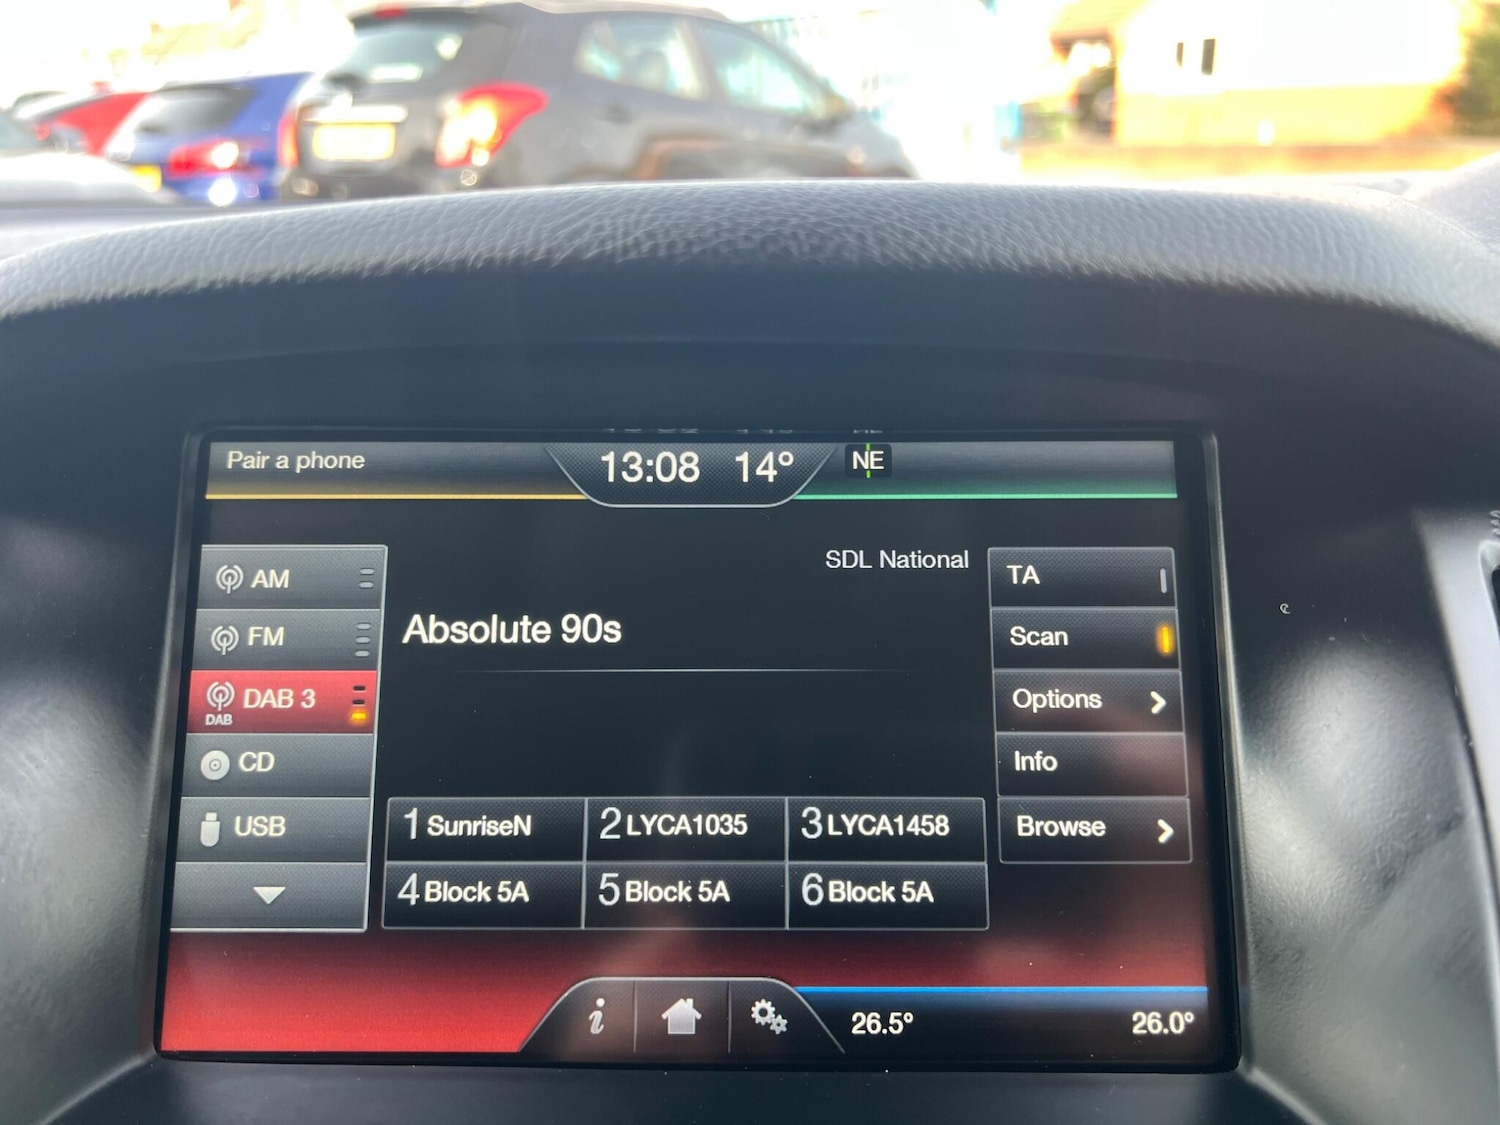 Pair a phone
13:08 14°
NE
SDL National
Absolute 90s
AM
FM
DAB 3
DAB
CD
USB
TA
Scan
Options
Info
Browse
1 SunriseN
2 LYCA1035
3 LYCA1458
4 Block 5A
5 Block 5A
6 Block 5A
i
26.5°
26.0°